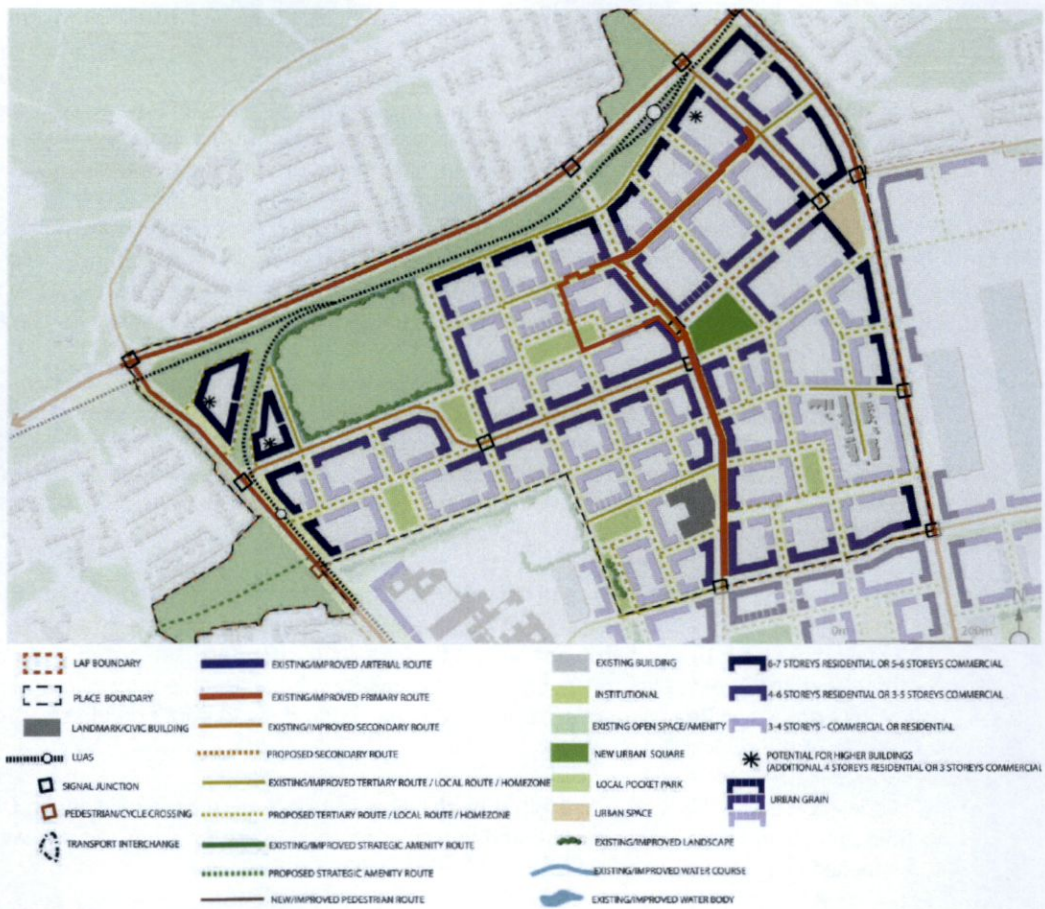 N
0m 200m
LAP BOUNDARY
PLACE BOUNDARY
LANDMARK/CIVIC BUILDING
LUAS
SIGNAL JUNCTION
PEDESTRIAN/CYCLE CROSSING
TRANSPORT INTERCHANGE
EXISTING/IMPROVED ARTERIAL ROUTE
EXISTING/IMPROVED PRIMARY ROUTE
EXISTING/IMPROVED SECONDARY ROUTE
PROPOSED SECONDARY ROUTE
EXISTING/IMPROVED TERTIARY ROUTE / LOCAL ROUTE / HOMEZONE
PROPOSED TERTIARY ROUTE / LOCAL ROUTE / HOMEZONE
EXISTING/IMPROVED STRATEGIC AMENITY ROUTE
PROPOSED STRATEGIC AMENITY ROUTE
NEW/IMPROVED PEDESTRIAN ROUTE
EXISTING BUILDING
INSTITUTIONAL
EXISTING OPEN SPACE/AMENITY
NEW URBAN SQUARE
LOCAL POCKET PARK
URBAN SPACE
EXISTING/IMPROVED LANDSCAPE
EXISTING/IMPROVED WATER COURSE
EXISTING/IMPROVED WATER BODY
6-7 STOREYS RESIDENTIAL OR 5-6 STOREYS COMMERCIAL
4-6 STOREYS RESIDENTIAL OR 3-5 STOREYS COMMERCIAL
3-4 STOREYS - COMMERCIAL OR RESIDENTIAL
POTENTIAL FOR HIGHER BUILDINGS
(ADDITIONAL 4 STOREYS RESIDENTIAL OR 3 STOREYS COMMERCIAL
URBAN GRAIN